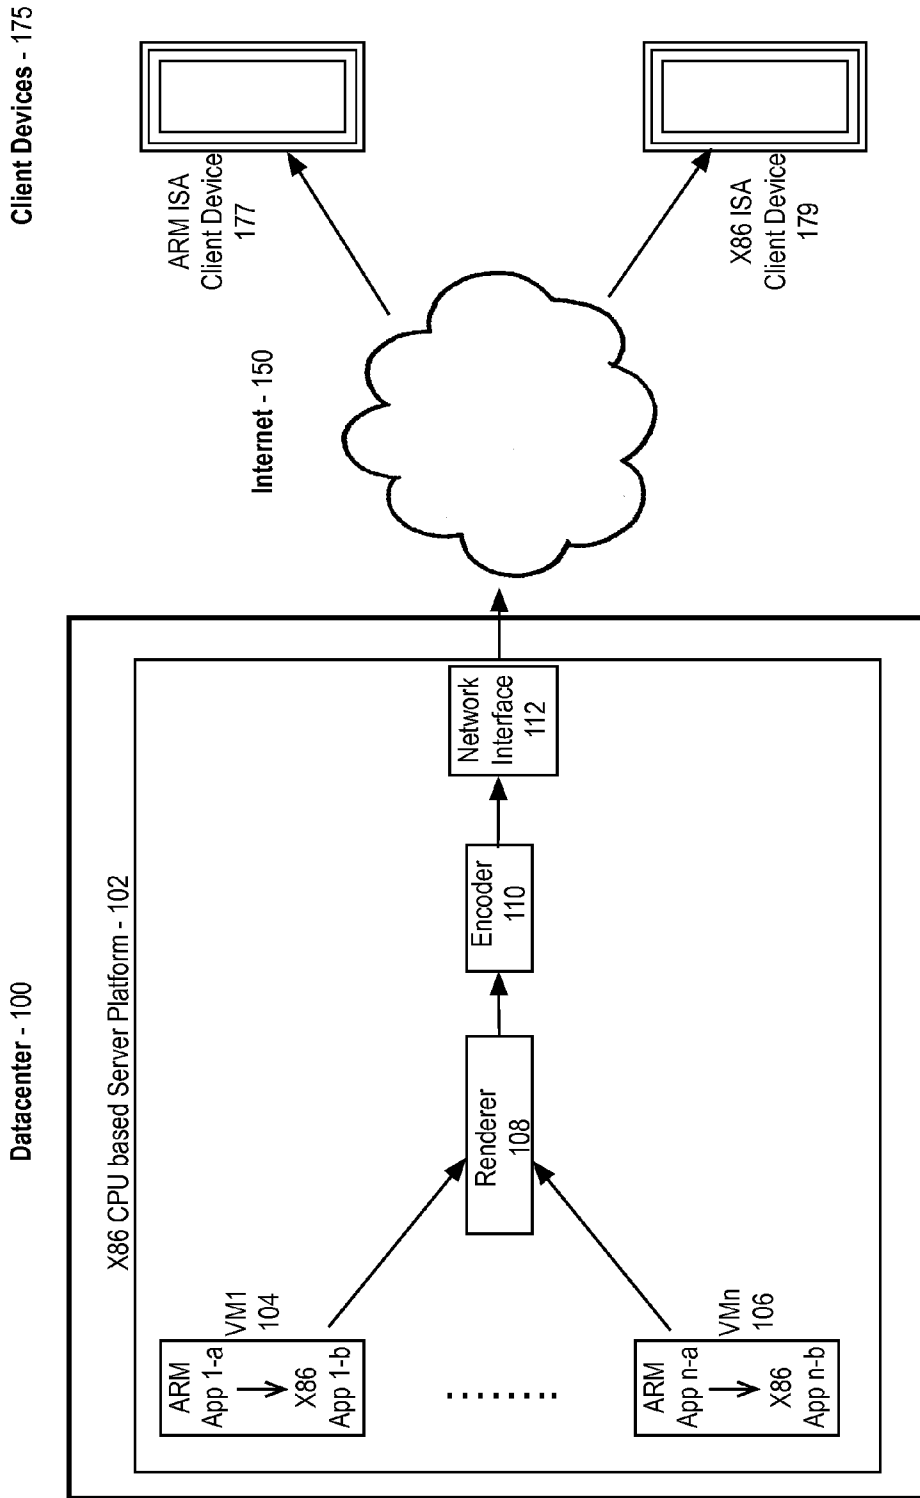 Datacenter - 100
X86 CPU based Server Platform - 102
ARM
App 1-a
X86
App 1-b
VM1
104
ARM
App n-a
X86
App n-b
VMn
106
Renderer
108
Encoder
110
Network
Interface
112
Internet - 150
Client Devices - 175
ARM ISA
Client Device
177
X86 ISA
Client Device
179